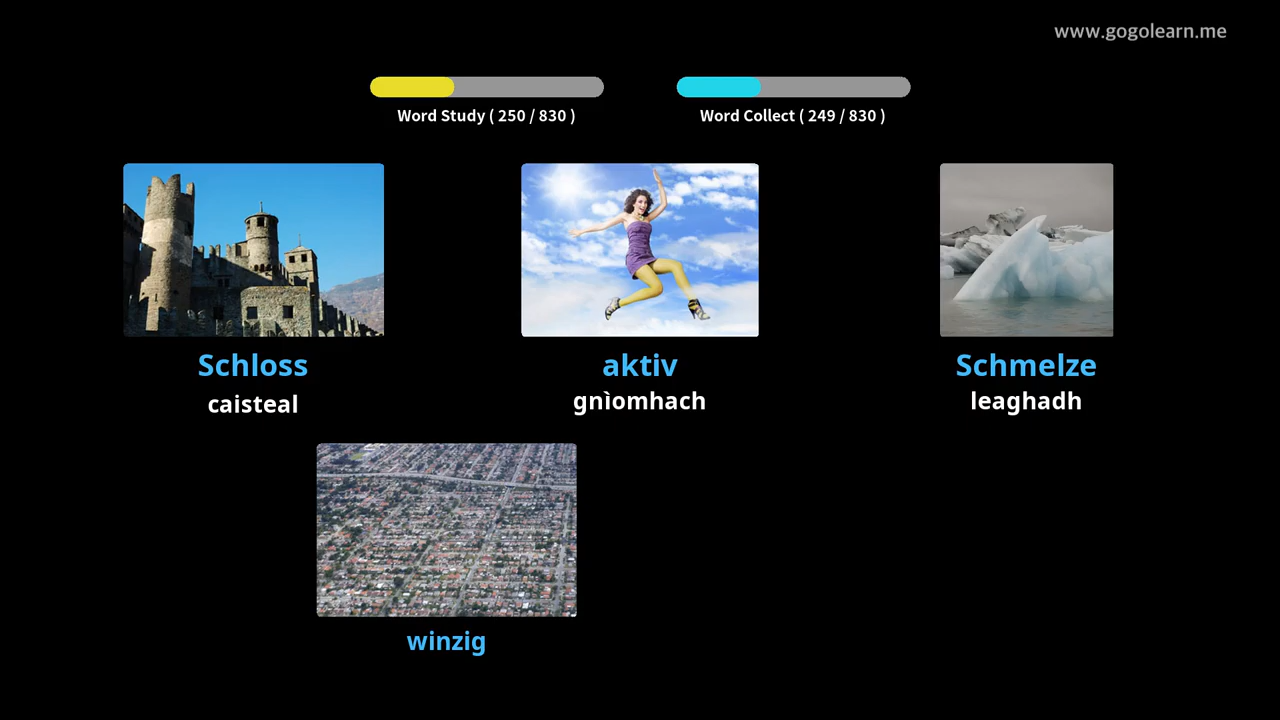 www.gogolearn.me
Word Study ( 250 / 830 )
Word Collect ( 249 / 830 )
Schloss
caisteal
aktiv
gnìomhach
Schmelze
leaghadh
winzig